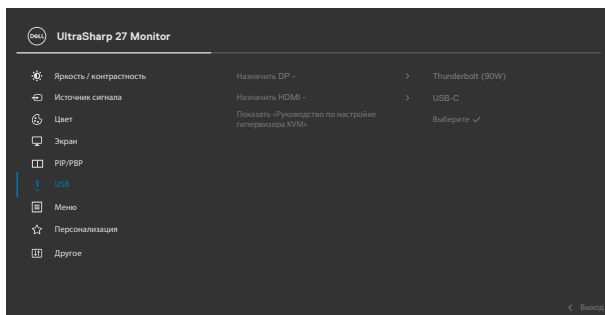 DELL UltraSharp 27 Monitor
Яркость / контрастность Назначить DP - > Thunderbolt (90W)
Источник сигнала Назначить HDMI - > USB-C
Цвет Показать «Руководство по настройке гипервизора KVM» Выберите ✓
Экран
PIP/PBP
USB
Меню
Персонализация
Другое
< Выход